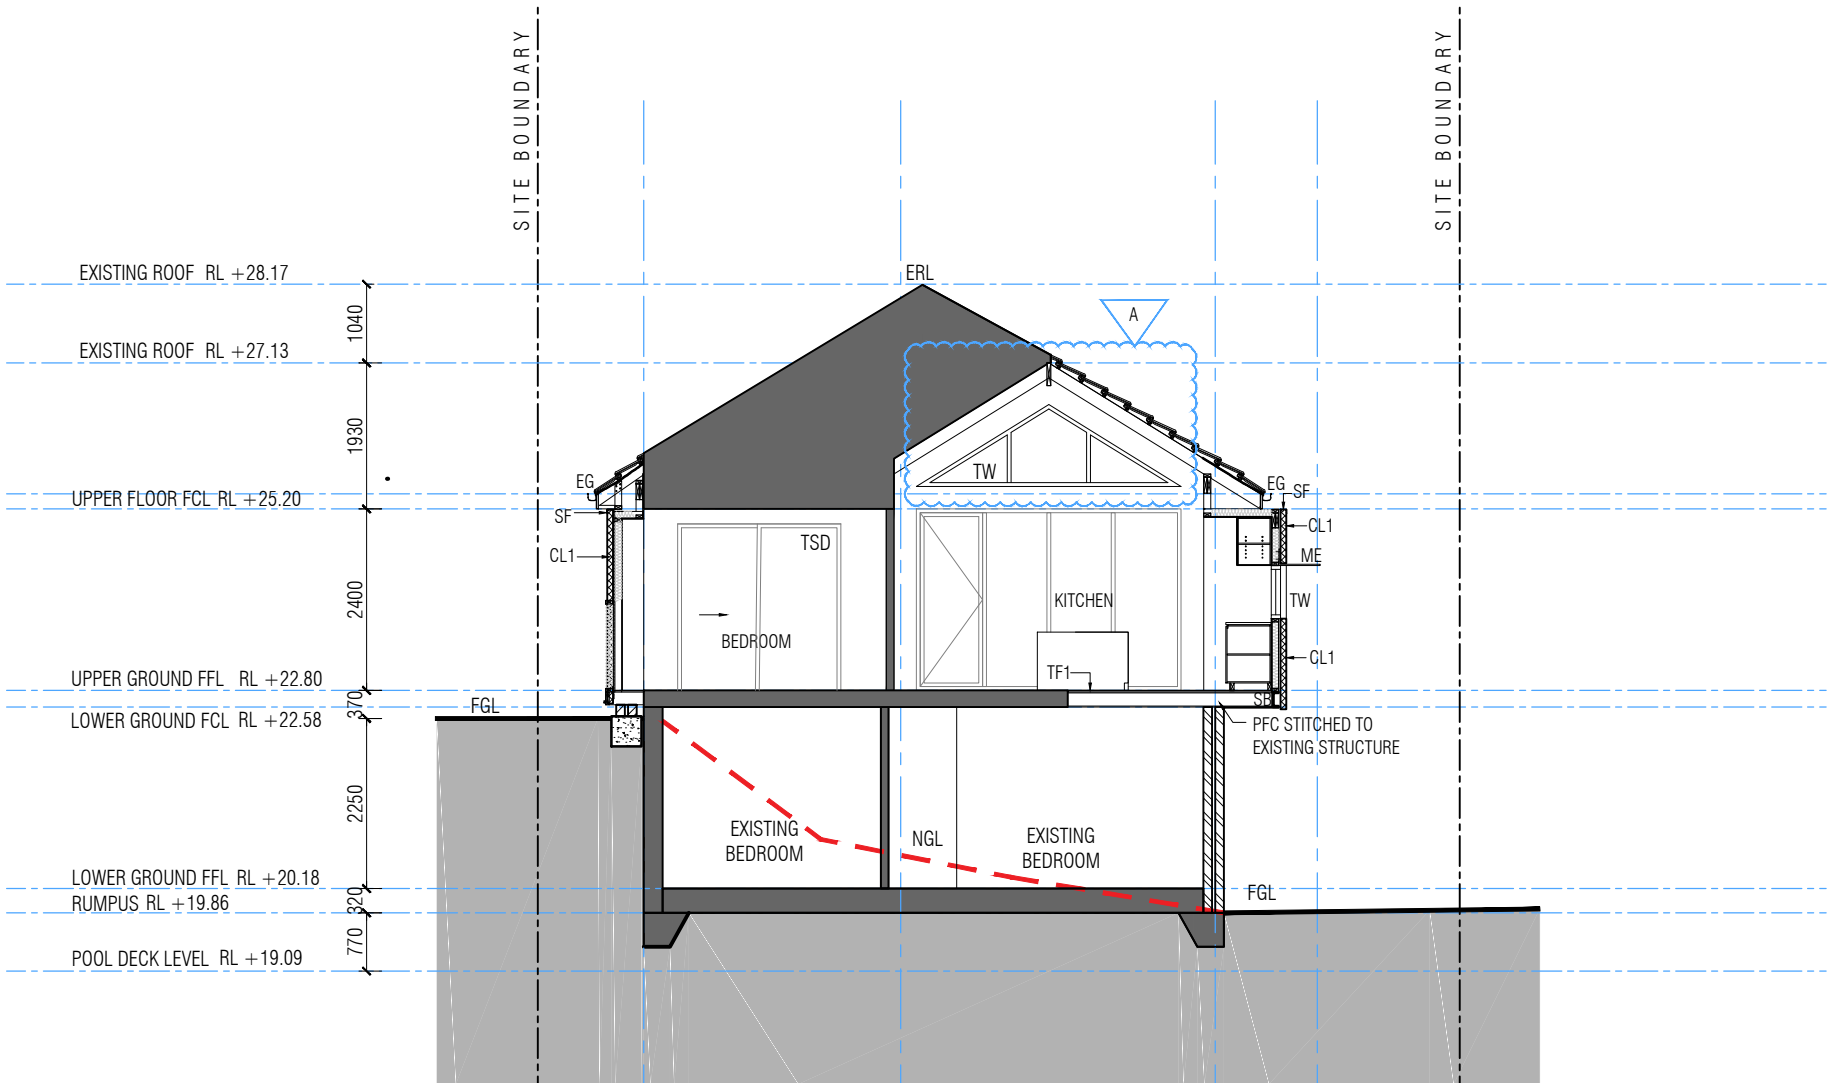 SITE BOUNDARY
SITE BOUNDARY
EXISTING ROOF RL +28.17
ERL
1040
A
EXISTING ROOF RL +27.13
1930
TW
EG
EG
SF
UPPER FLOOR FCL RL +25.20
SF
CL1
TSD
CL1
ME
2400
KITCHEN
TW
BEDROOM
CL1
TF1
UPPER GROUND FFL RL +22.80
370
FGL
SB
LOWER GROUND FCL RL +22.58
PFC STITCHED TO
EXISTING STRUCTURE
2250
EXISTING
BEDROOM
NGL
EXISTING
BEDROOM
LOWER GROUND FFL RL +20.18
320
FGL
RUMPUS RL +19.86
770
POOL DECK LEVEL RL +19.09